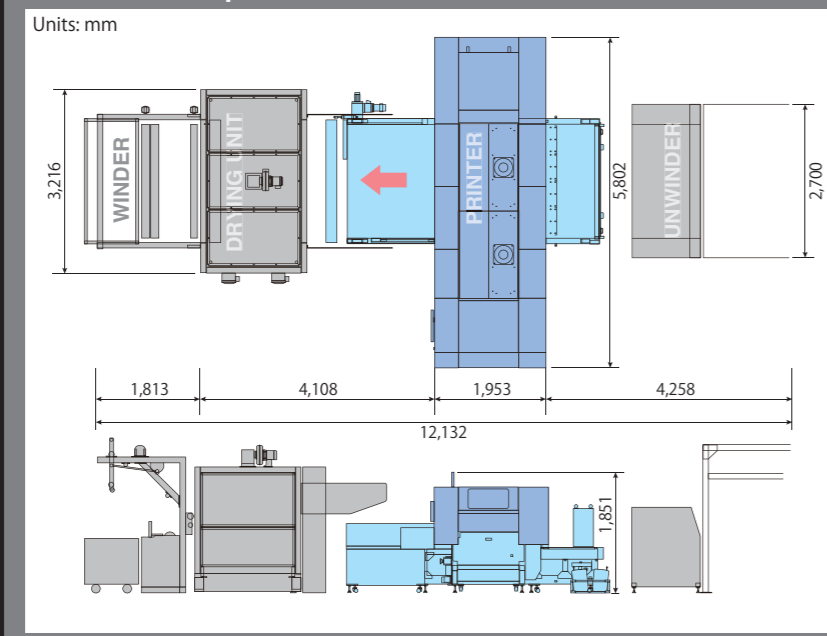 Units: mm
WINDER
DRYING UNIT
PRINTER
UNWINDER
3,216
5,802
2,700
1,813
4,108
1,953
4,258
12,132
1,851